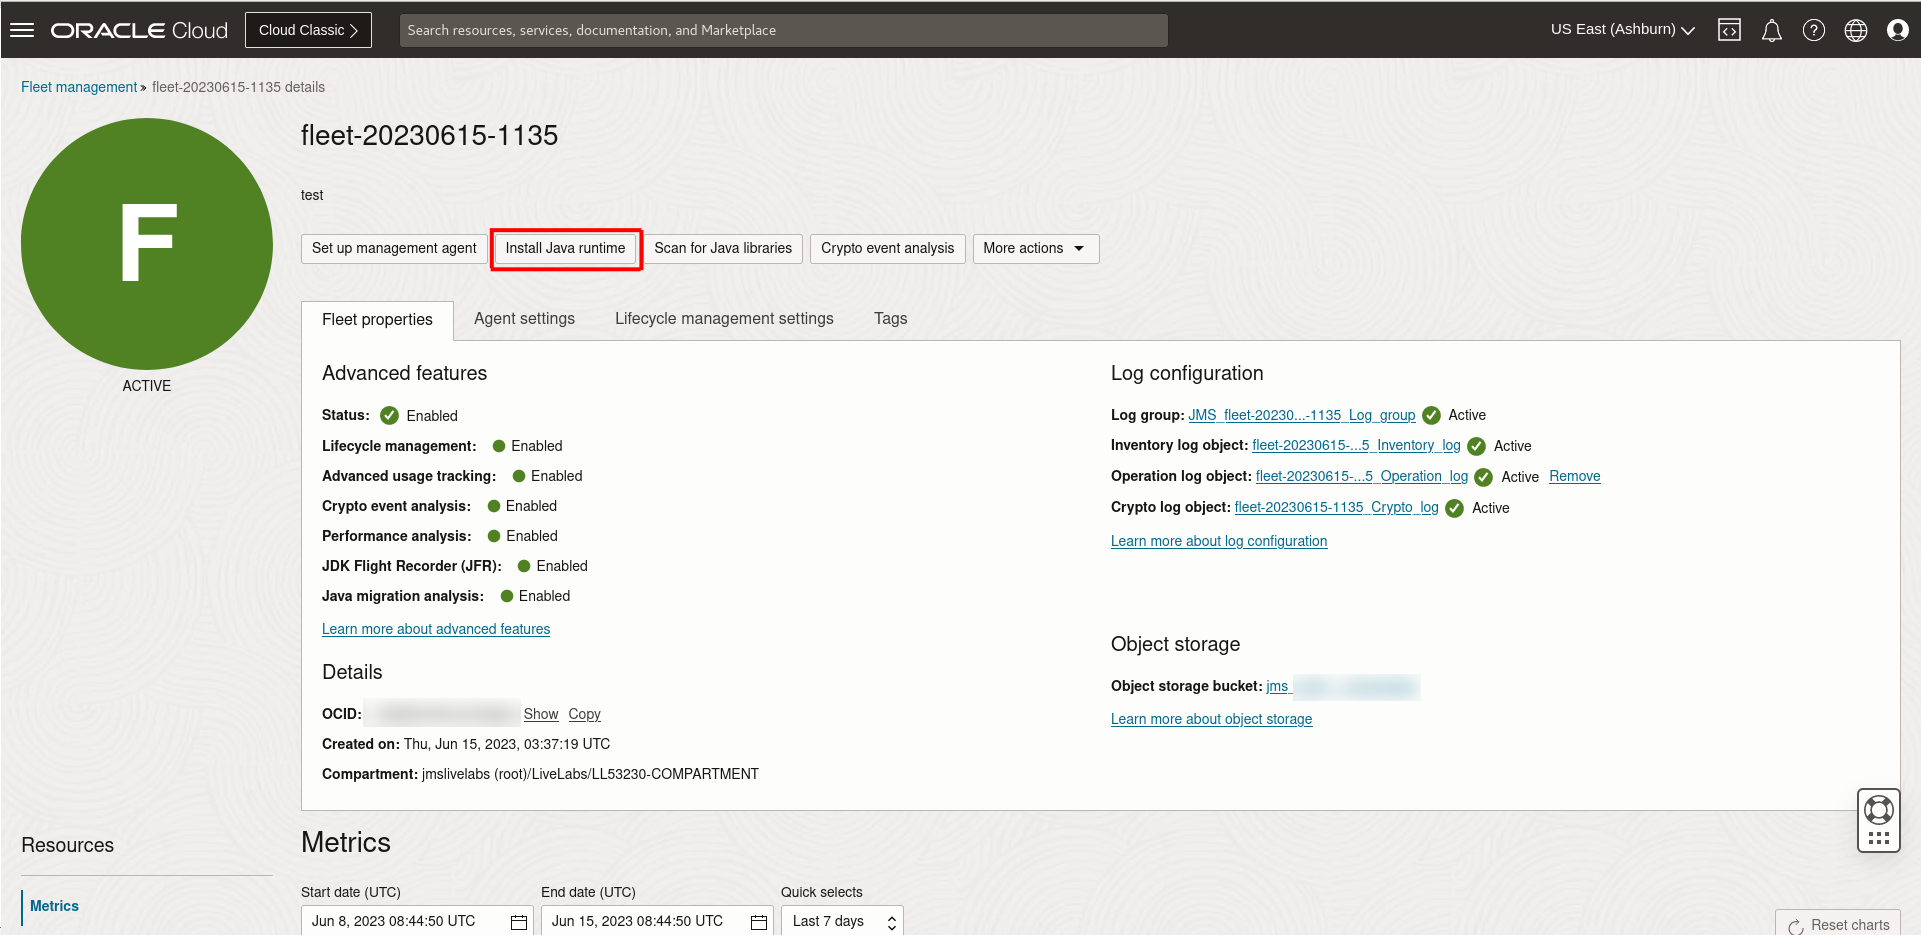 ORACLE Cloud
Cloud Classic
Search resources, services, documentation, and Marketplace
US East (Ashburn)
Fleet management » fleet-20230615-1135 details
F
ACTIVE
fleet-20230615-1135
test
Set up management agent
Install Java runtime
Scan for Java libraries
Crypto event analysis
More actions
Fleet properties
Agent settings
Lifecycle management settings
Tags
Advanced features
Status: Enabled
Lifecycle management: Enabled
Advanced usage tracking: Enabled
Crypto event analysis: Enabled
Performance analysis: Enabled
JDK Flight Recorder (JFR): Enabled
Java migration analysis: Enabled
Learn more about advanced features
Details
OCID: Show Copy
Created on: Thu, Jun 15, 2023, 03:37:19 UTC
Compartment: jmslivelabs (root)/LiveLabs/LL53230-COMPARTMENT
Log configuration
Log group: JMS_fleet-20230...-1135_Log_group Active
Inventory log object: fleet-20230615-...5_Inventory_log Active
Operation log object: fleet-20230615-...5_Operation_log Active Remove
Crypto log object: fleet-20230615-1135_Crypto_log Active
Learn more about log configuration
Object storage
Object storage bucket: jms_
Learn more about object storage
Resources
Metrics
Metrics
Start date (UTC)
Jun 8, 2023 08:44:50 UTC
End date (UTC)
Jun 15, 2023 08:44:50 UTC
Quick selects
Last 7 days
Reset charts